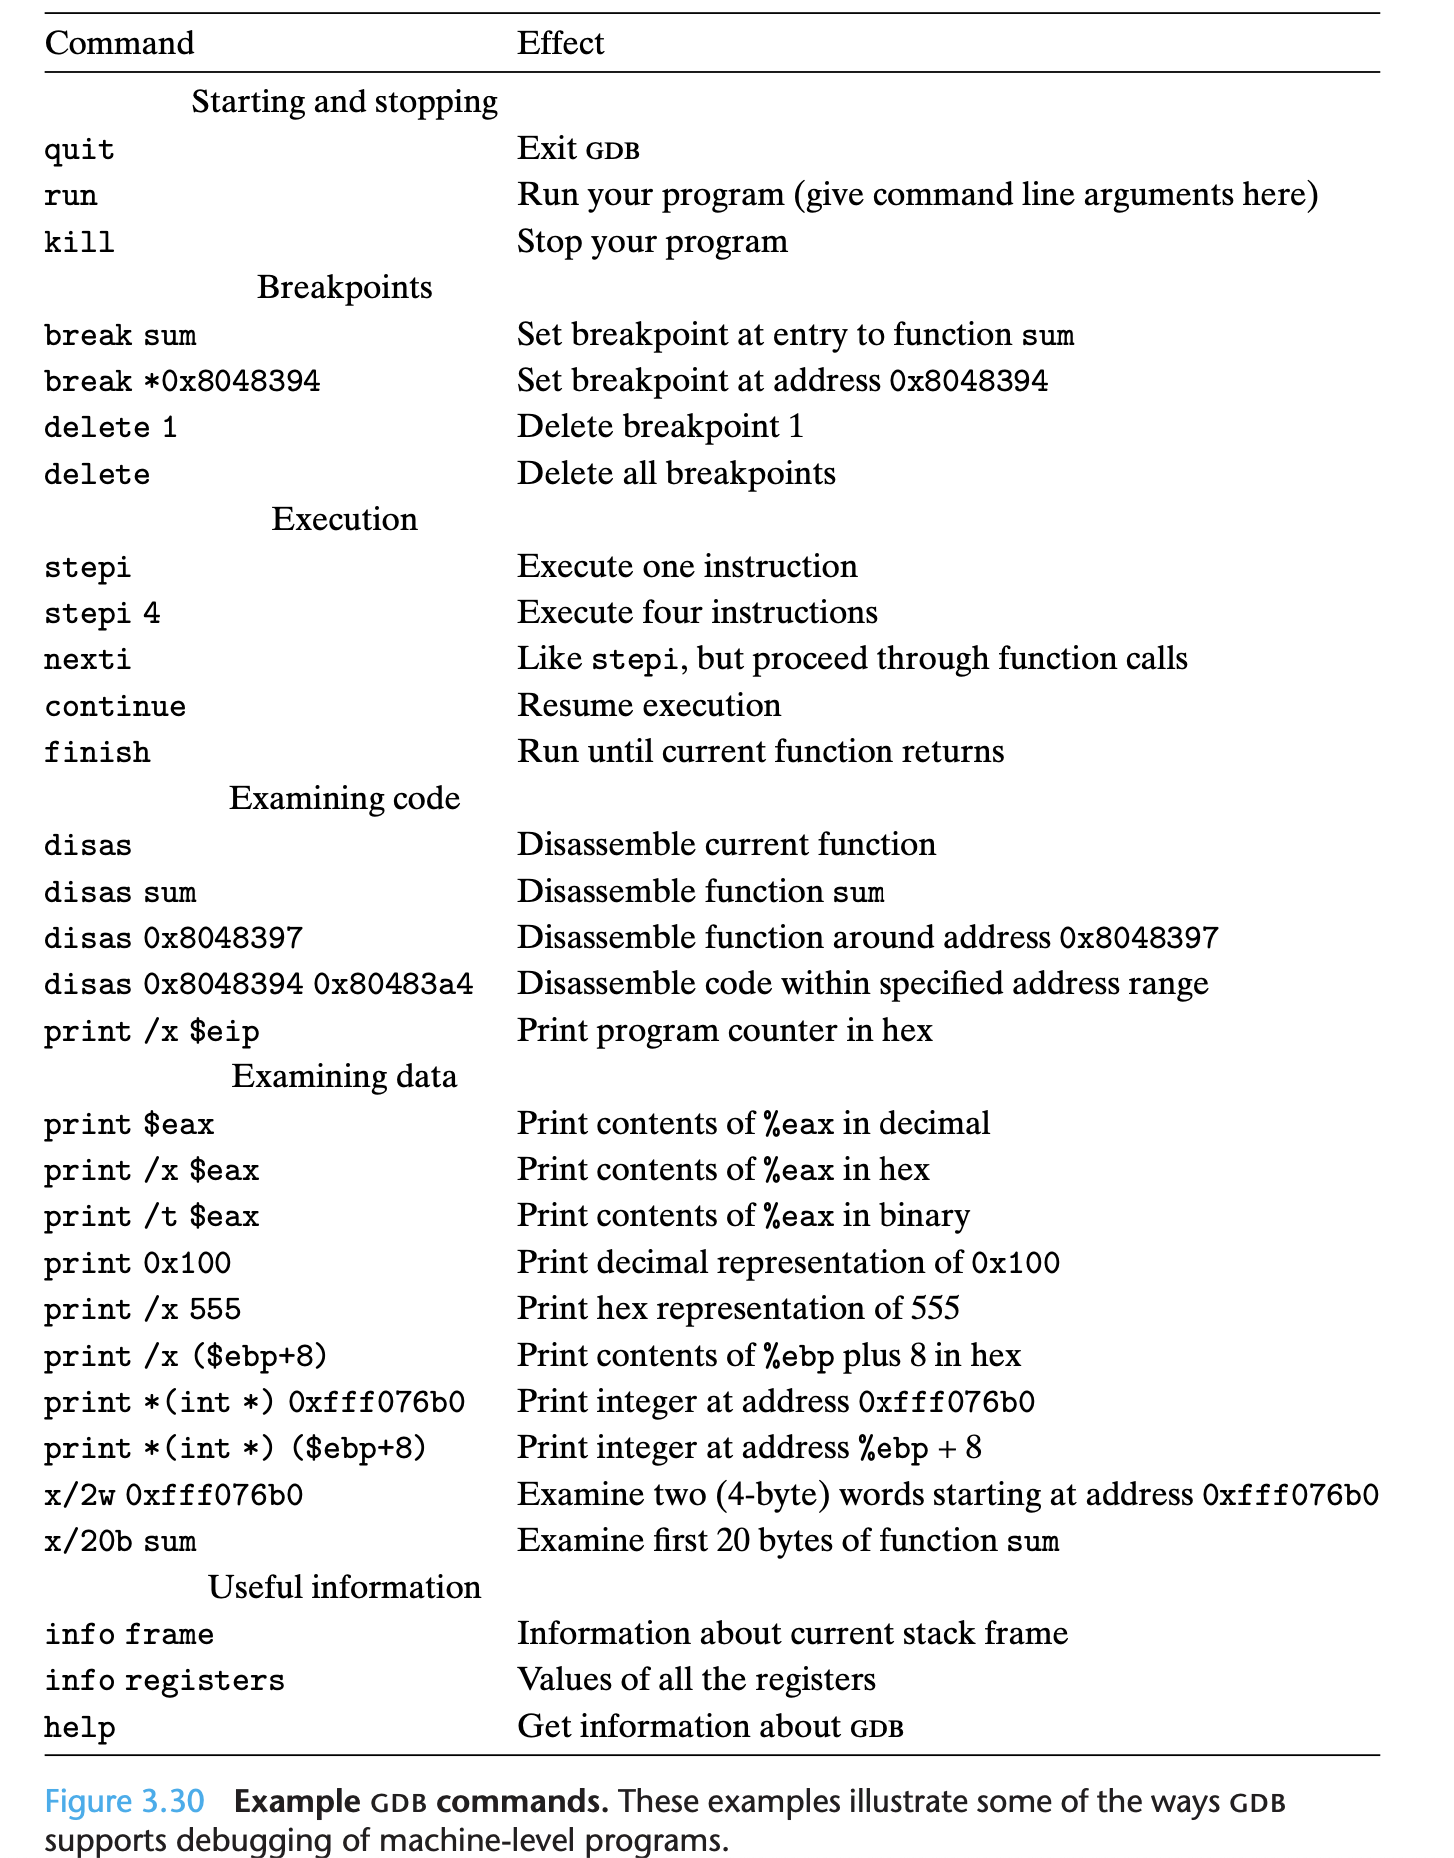 Command Effect
Starting and stopping
quit Exit GDB
run Run your program (give command line arguments here)
kill Stop your program
Breakpoints
break sum Set breakpoint at entry to function sum
break *0x8048394 Set breakpoint at address 0x8048394
delete 1 Delete breakpoint 1
delete Delete all breakpoints
Execution
stepi Execute one instruction
stepi 4 Execute four instructions
nexti Like stepi, but proceed through function calls
continue Resume execution
finish Run until current function returns
Examining code
disas Disassemble current function
disas sum Disassemble function sum
disas 0x8048397 Disassemble function around address 0x8048397
disas 0x8048394 0x80483a4 Disassemble code within specified address range
print /x $eip Print program counter in hex
Examining data
print $eax Print contents of %eax in decimal
print /x $eax Print contents of %eax in hex
print /t $eax Print contents of %eax in binary
print 0x100 Print decimal representation of 0x100
print /x 555 Print hex representation of 555
print /x ($ebp+8) Print contents of %ebp plus 8 in hex
print *(int *) 0xfff076b0 Print integer at address 0xfff076b0
print *(int *) ($ebp+8) Print integer at address %ebp + 8
x/2w 0xfff076b0 Examine two (4-byte) words starting at address 0xfff076b0
x/20b sum Examine first 20 bytes of function sum
Useful information
info frame Information about current stack frame
info registers Values of all the registers
help Get information about GDB
Figure 3.30 Example GDB commands. These examples illustrate some of the ways GDB
supports debugging of machine-level programs.